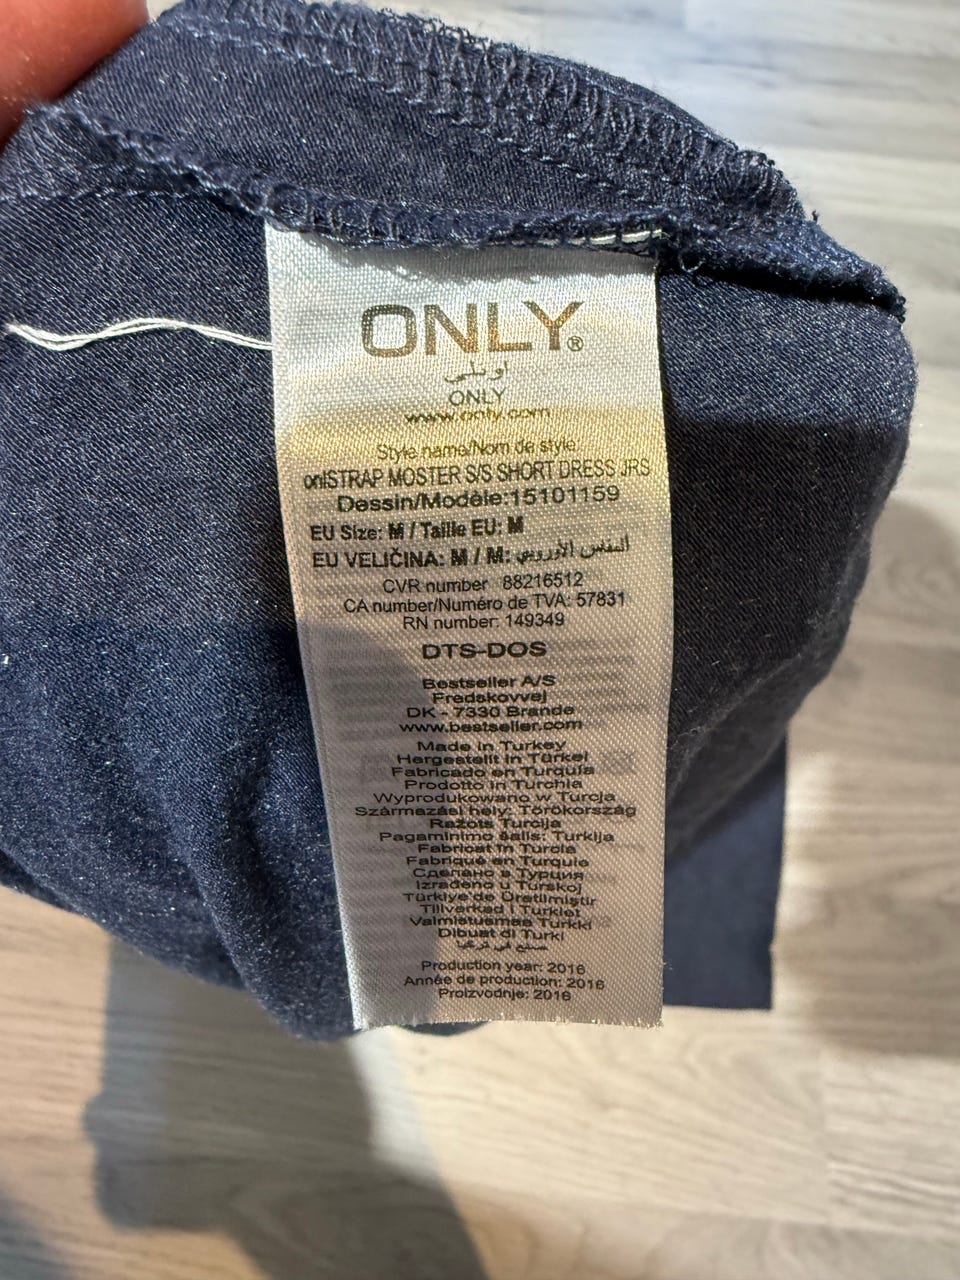 ONLY®
اونلي
ONLY
www.only.com
Style name/Nom de style:
onlSTRAP MOSTER S/S SHORT DRESS JRS
Dessin/Modèle:15101159
EU Size: M / Taille EU: M
EU VELIČINA: M / M: المقاس الأوروبي
CVR number 88216512
CA number/Numéro de TVA: 57831
RN number: 149349
DTS-DOS
Bestseller A/S
Fredskovvej
DK - 7330 Brande
www.bestseller.com
Made in Turkey
Hergestellt in Türkei
Fabricado en Turquía
Prodotto in Turchia
Wyprodukowano w Turcja
Származási hely: Törökország
Ražots Turcija
Pagaminimo šalis: Turkija
Fabricat în Turcia
Fabriqué en Turquie
Сделано в Турция
Izrađeno u Turskoj
Türkiye'de Üretilmiştir
Tillverkad i Turkiet
Valmistusmaa Turkki
Dibuat di Turki
صنع في تركيا
Production year: 2016
Année de production: 2016
Proizvodnje: 2016